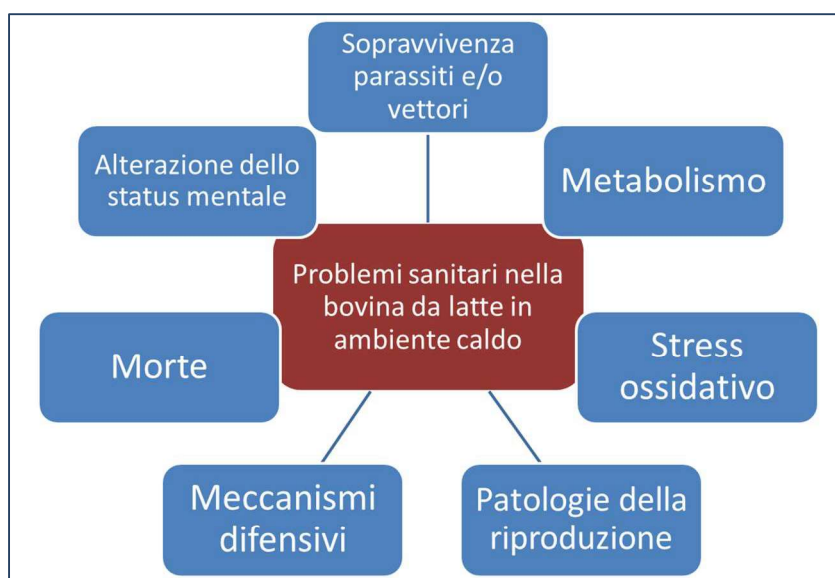 Sopravvivenza
parassiti e/o
vettori
Alterazione dello
status mentale
Metabolismo
Problemi sanitari nella
bovina da latte in
ambiente caldo
Morte
Stress
ossidativo
Meccanismi
difensivi
Patologie della
riproduzione